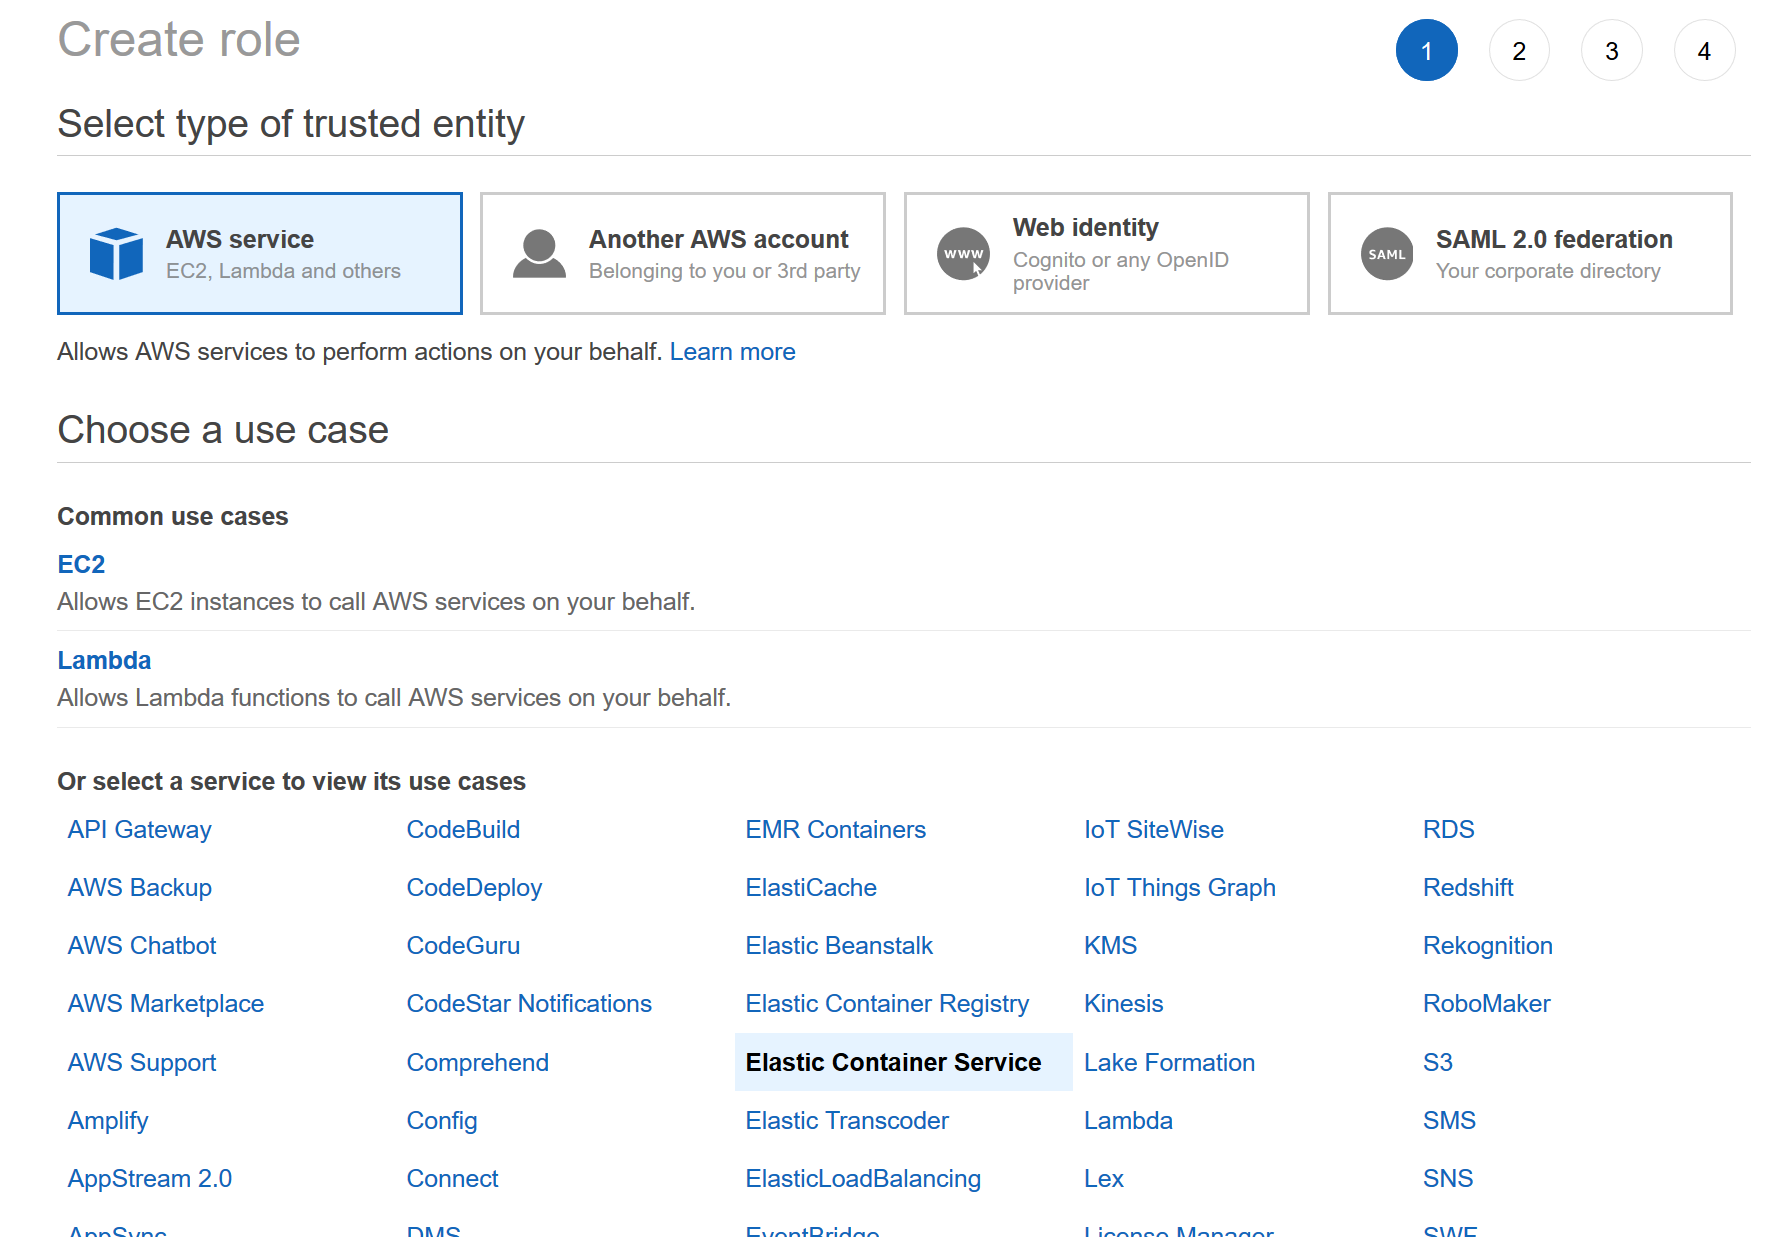 Create role
1 2 3 4
Select type of trusted entity
AWS service
EC2, Lambda and others
Another AWS account
Belonging to you or 3rd party
WWW
Web identity
Cognito or any OpenID
provider
SAML
SAML 2.0 federation
Your corporate directory
Allows AWS services to perform actions on your behalf. Learn more
Choose a use case
Common use cases
EC2
Allows EC2 instances to call AWS services on your behalf.
Lambda
Allows Lambda functions to call AWS services on your behalf.
Or select a service to view its use cases
API Gateway CodeBuild EMR Containers IoT SiteWise RDS
AWS Backup CodeDeploy ElastiCache IoT Things Graph Redshift
AWS Chatbot CodeGuru Elastic Beanstalk KMS Rekognition
AWS Marketplace CodeStar Notifications Elastic Container Registry Kinesis RoboMaker
AWS Support Comprehend Elastic Container Service Lake Formation S3
Amplify Config Elastic Transcoder Lambda SMS
AppStream 2.0 Connect ElasticLoadBalancing Lex SNS
AppSync DMS EventBridge License Manager SWF